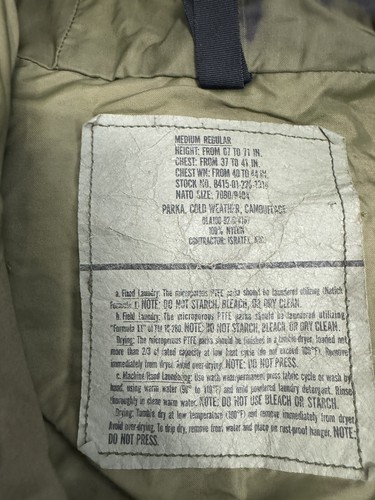 MEDIUM REGULAR
HEIGHT: FROM 67 TO 71 IN.
CHEST: FROM 37 TO 41 IN.
CHEST WM: FROM 40 TO 44 IN.
STOCK NO. 8415-01-228-1316
NATO SIZE: 7080/9404
PARKA, COLD WEATHER, CAMOUFLAGE
100% NYLON
CONTRACTOR: ISRATEX, INC.
a. Fixed Laundry. The microporous PTFE parka should be laundered utilizing (Natick
Formula I) NOTE: DO NOT STARCH, BLEACH, OR DRY CLEAN.
b. Field Laundry. The microporous PTFE parka should be laundered utilizing
"Formula 11" of TM 10-280. NOTE: DO NOT STARCH, BLEACH, OR DRY CLEAN.
Drying: The microporous PTFE parka should be finished in a tumble-dryer, loaded not
more than 2/3 of rated capacity at low heat cycle (do not exceed °F). Remove
immediately from dryer. Avoid over-drying. NOTE: DO NOT PRESS.
c. Machine/Hand Laundering: Use wash wear/permanent press fabric cycle or wash by
hand, using warm water (90° to 110°F) and mild powdered laundry detergent. Rinse
thoroughly in clean warm water. NOTE: DO NOT USE BLEACH OR STARCH.
Drying: Tumble dry at low temperature and remove immediately from dryer.
Avoid over-drying. To drip dry, remove from water and place on rust-proof hanger. NOTE:
DO NOT PRESS.